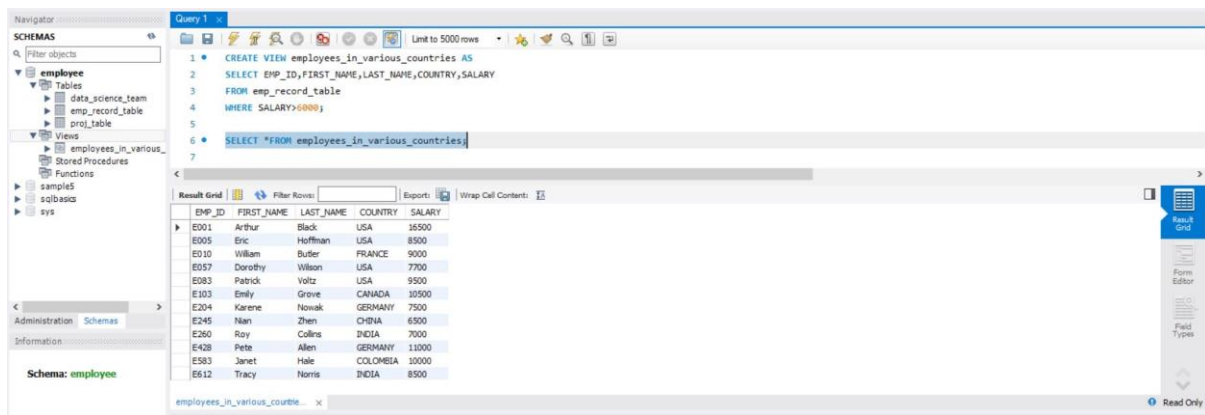 Navigator
SCHEMAS
Filter objects
employee
Tables
data_science_team
emp_record_table
proj_table
Views
employees_in_various_
Stored Procedures
Functions
sample5
sqlbasics
sys
Administration Schemas
Information
Schema: employee
Query 1
Limit to 5000 rows
1 CREATE VIEW employees_in_various_countries AS
2 SELECT EMP_ID,FIRST_NAME,LAST_NAME,COUNTRY,SALARY
3 FROM emp_record_table
4 WHERE SALARY>6000;
5
6 SELECT *FROM employees_in_various_countries;
7
Result Grid Filter Rows: Export: Wrap Cell Content:
EMP_ID FIRST_NAME LAST_NAME COUNTRY SALARY
E001 Arthur Black USA 16500
E005 Eric Hoffman USA 8500
E010 William Butler FRANCE 9000
E057 Dorothy Wilson USA 7700
E083 Patrick Voltz USA 9500
E103 Emily Grove CANADA 10500
E204 Karene Nowak GERMANY 7500
E245 Nian Zhen CHINA 6500
E260 Roy Collins INDIA 7000
E428 Pete Allen GERMANY 11000
E583 Janet Hale COLOMBIA 10000
E612 Tracy Norris INDIA 8500
employees_in_various_countrie...
Result
Grid
Form
Editor
Field
Types
Read Only